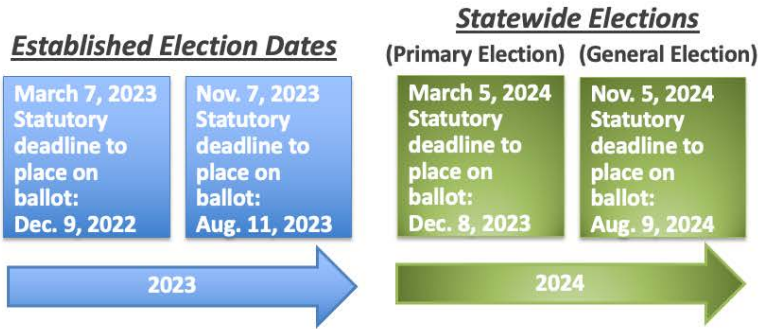 Established Election Dates
March 7, 2023
Statutory
deadline to
place on
ballot:
Dec. 9, 2022
Nov. 7, 2023
Statutory
deadline to
place on
ballot:
Aug. 11, 2023
2023
Statewide Elections
(Primary Election)
(General Election)
March 5, 2024
Statutory
deadline to
place on
ballot:
Dec. 8, 2023
Nov. 5, 2024
Statutory
deadline to
place on
ballot:
Aug. 9, 2024
2024